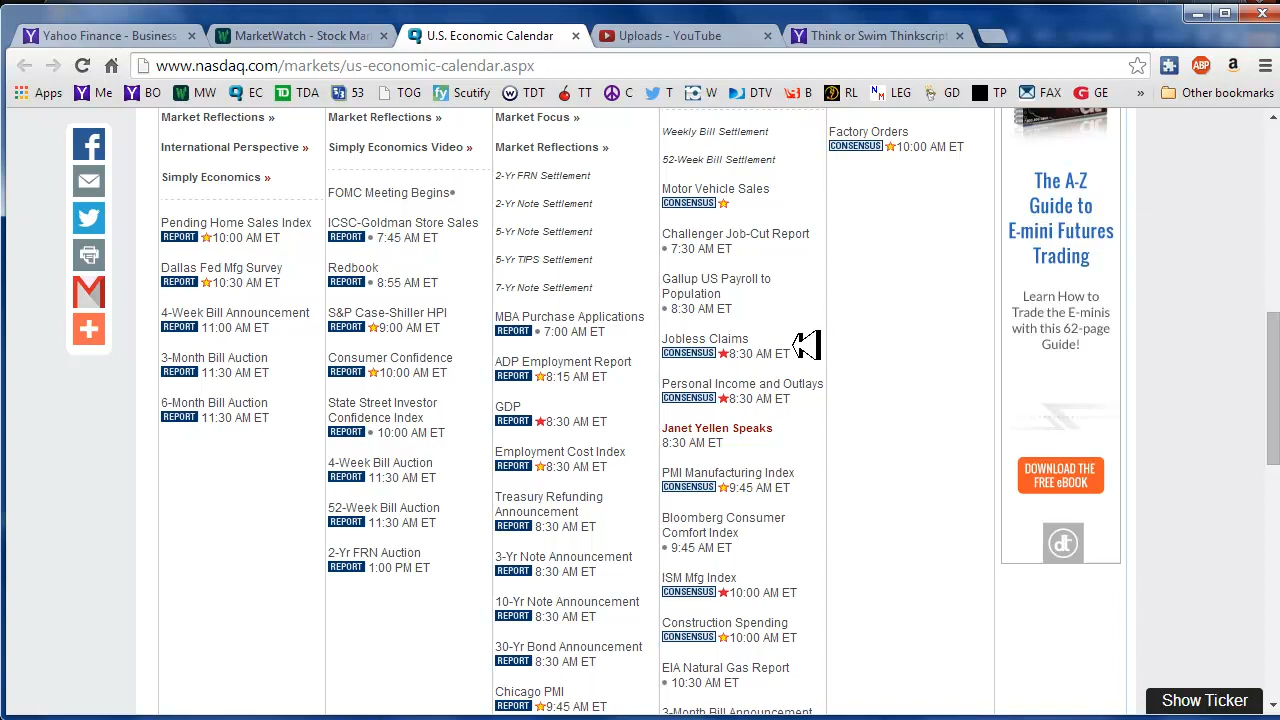 Yahoo Finance - Business
MarketWatch - Stock Mar
U.S. Economic Calendar
Uploads - YouTube
Think or Swim Thinkscript
www.nasdaq.com/markets/us-economic-calendar.aspx
Apps
Me
BO
MW
EC
TDA
53
TOG
Scutify
TDT
TT
C
T
W
DTV
B
RL
LEG
GD
TP
FAX
GE
»
Other bookmarks
Market Reflections »
International Perspective »
Simply Economics »
Pending Home Sales Index
REPORT 10:00 AM ET
Dallas Fed Mfg Survey
REPORT 10:30 AM ET
4-Week Bill Announcement
REPORT 11:00 AM ET
3-Month Bill Auction
REPORT 11:30 AM ET
6-Month Bill Auction
REPORT 11:30 AM ET
Market Reflections »
Simply Economics Video »
FOMC Meeting Begins
ICSC-Goldman Store Sales
REPORT 7:45 AM ET
Redbook
REPORT 8:55 AM ET
S&P Case-Shiller HPI
REPORT 9:00 AM ET
Consumer Confidence
REPORT 10:00 AM ET
State Street Investor
Confidence Index
REPORT 10:00 AM ET
4-Week Bill Auction
REPORT 11:30 AM ET
52-Week Bill Auction
REPORT 11:30 AM ET
2-Yr FRN Auction
REPORT 1:00 PM ET
Market Focus »
Market Reflections »
2-Yr FRN Settlement
2-Yr Note Settlement
5-Yr Note Settlement
5-Yr TIPS Settlement
7-Yr Note Settlement
MBA Purchase Applications
REPORT 7:00 AM ET
ADP Employment Report
REPORT 8:15 AM ET
GDP
REPORT 8:30 AM ET
Employment Cost Index
REPORT 8:30 AM ET
Treasury Refunding
Announcement
REPORT 8:30 AM ET
3-Yr Note Announcement
REPORT 8:30 AM ET
10-Yr Note Announcement
REPORT 8:30 AM ET
30-Yr Bond Announcement
REPORT 8:30 AM ET
Chicago PMI
REPORT 9:45 AM ET
Weekly Bill Settlement
52-Week Bill Settlement
Motor Vehicle Sales
CONSENSUS
Challenger Job-Cut Report
7:30 AM ET
Gallup US Payroll to
Population
8:30 AM ET
Jobless Claims
CONSENSUS 8:30 AM ET
Personal Income and Outlays
CONSENSUS 8:30 AM ET
Janet Yellen Speaks
8:30 AM ET
PMI Manufacturing Index
CONSENSUS 9:45 AM ET
Bloomberg Consumer
Comfort Index
9:45 AM ET
ISM Mfg Index
CONSENSUS 10:00 AM ET
Construction Spending
CONSENSUS 10:00 AM ET
EIA Natural Gas Report
10:30 AM ET
3-Month Bill Announcement
Factory Orders
CONSENSUS 10:00 AM ET
The A-Z
Guide to
E-mini Futures
Trading
Learn How to
Trade the E-minis
with this 62-page
Guide!
DOWNLOAD THE
FREE eBOOK
dt
Show Ticker